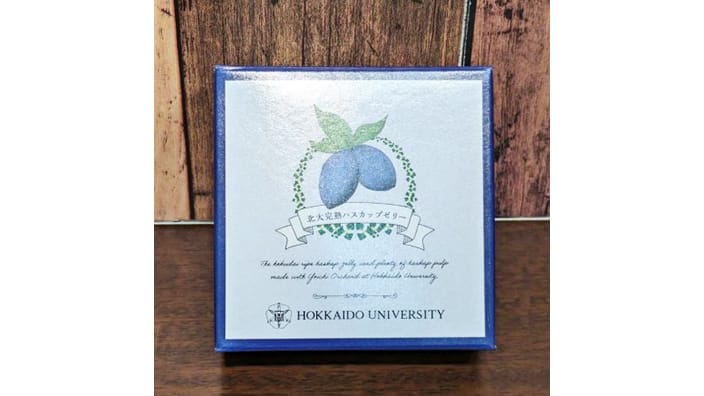 北大完熟ハスカップゼリー
The hokudai ripe haskap jelly used plenty of haskap pulp
made with Yoichi Orchard at Hokkaido University.
HOKKAIDO UNIVERSITY